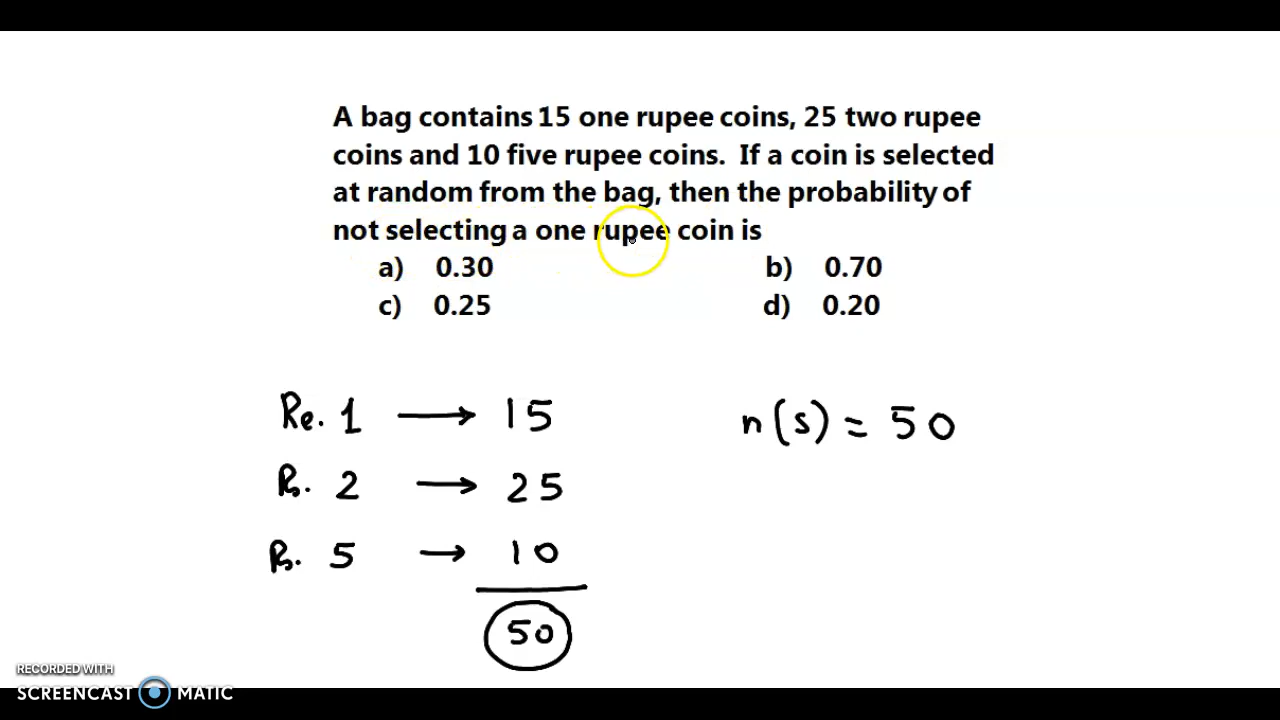 A bag contains 15 one rupee coins, 25 two rupee
coins and 10 five rupee coins. If a coin is selected
at random from the bag, then the probability of
not selecting a one rupee coin is
a) 0.30 b) 0.70
c) 0.25 d) 0.20
Re. 1 → 15 n(s) = 50
Rs. 2 → 25
Rs. 5 → 10
50
RECORDED WITH
SCREENCAST MATIC